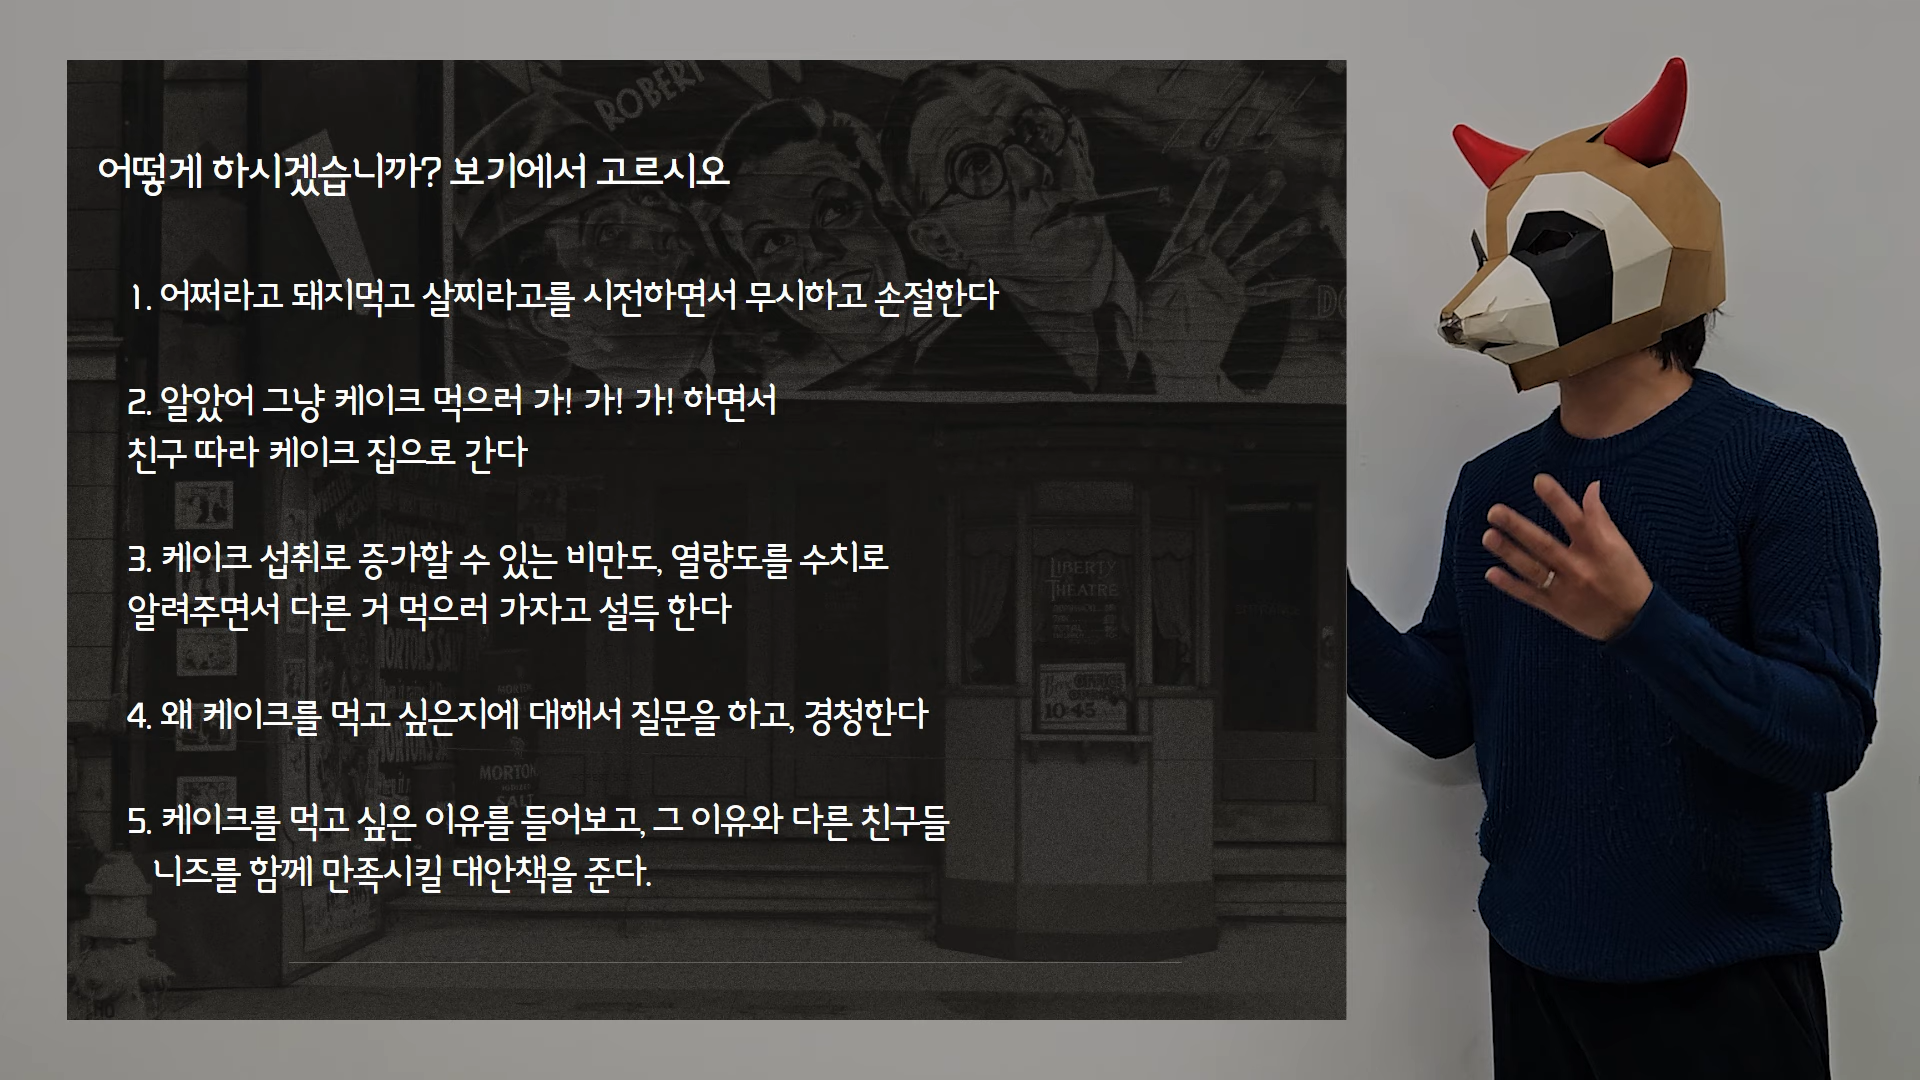 ROBERT
어떻게 하시겠습니까? 보기에서 고르시오
1. 어쩌라고 돼지먹고 살찌라고를 시전하면서 무시하고 손절한다
2. 알았어 그냥 케이크 먹으러 가! 가! 가! 하면서
친구 따라 케이크 집으로 간다
3. 케이크 섭취로 증가할 수 있는 비만도, 열량도를 수치로
알려주면서 다른 거 먹으러 가자고 설득 한다
4. 왜 케이크를 먹고 싶은지에 대해서 질문을 하고, 경청한다
5. 케이크를 먹고 싶은 이유를 들어보고, 그 이유와 다른 친구들
니즈를 함께 만족시킬 대안책을 준다.
LIBERTY
THEATRE
10:45
MORTON
SALT